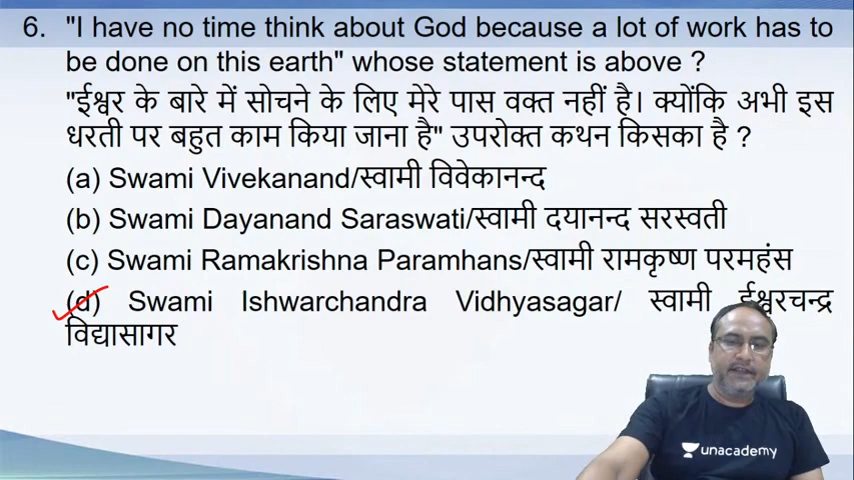 6. "I have no time think about God because a lot of work has to
be done on this earth" whose statement is above ?
"ईश्वर के बारे में सोचने के लिए मेरे पास वक्त नहीं है। क्योंकि अभी इस
धरती पर बहुत काम किया जाना है" उपरोक्त कथन किसका है ?
(a) Swami Vivekanand/स्वामी विवेकानन्द
(b) Swami Dayanand Saraswati/स्वामी दयानन्द सरस्वती
(c) Swami Ramakrishna Paramhans/स्वामी रामकृष्ण परमहंस
(d) Swami Ishwarchandra Vidhyasagar/ स्वामी ईश्वरचन्द्र
विद्यासागर
unacademy